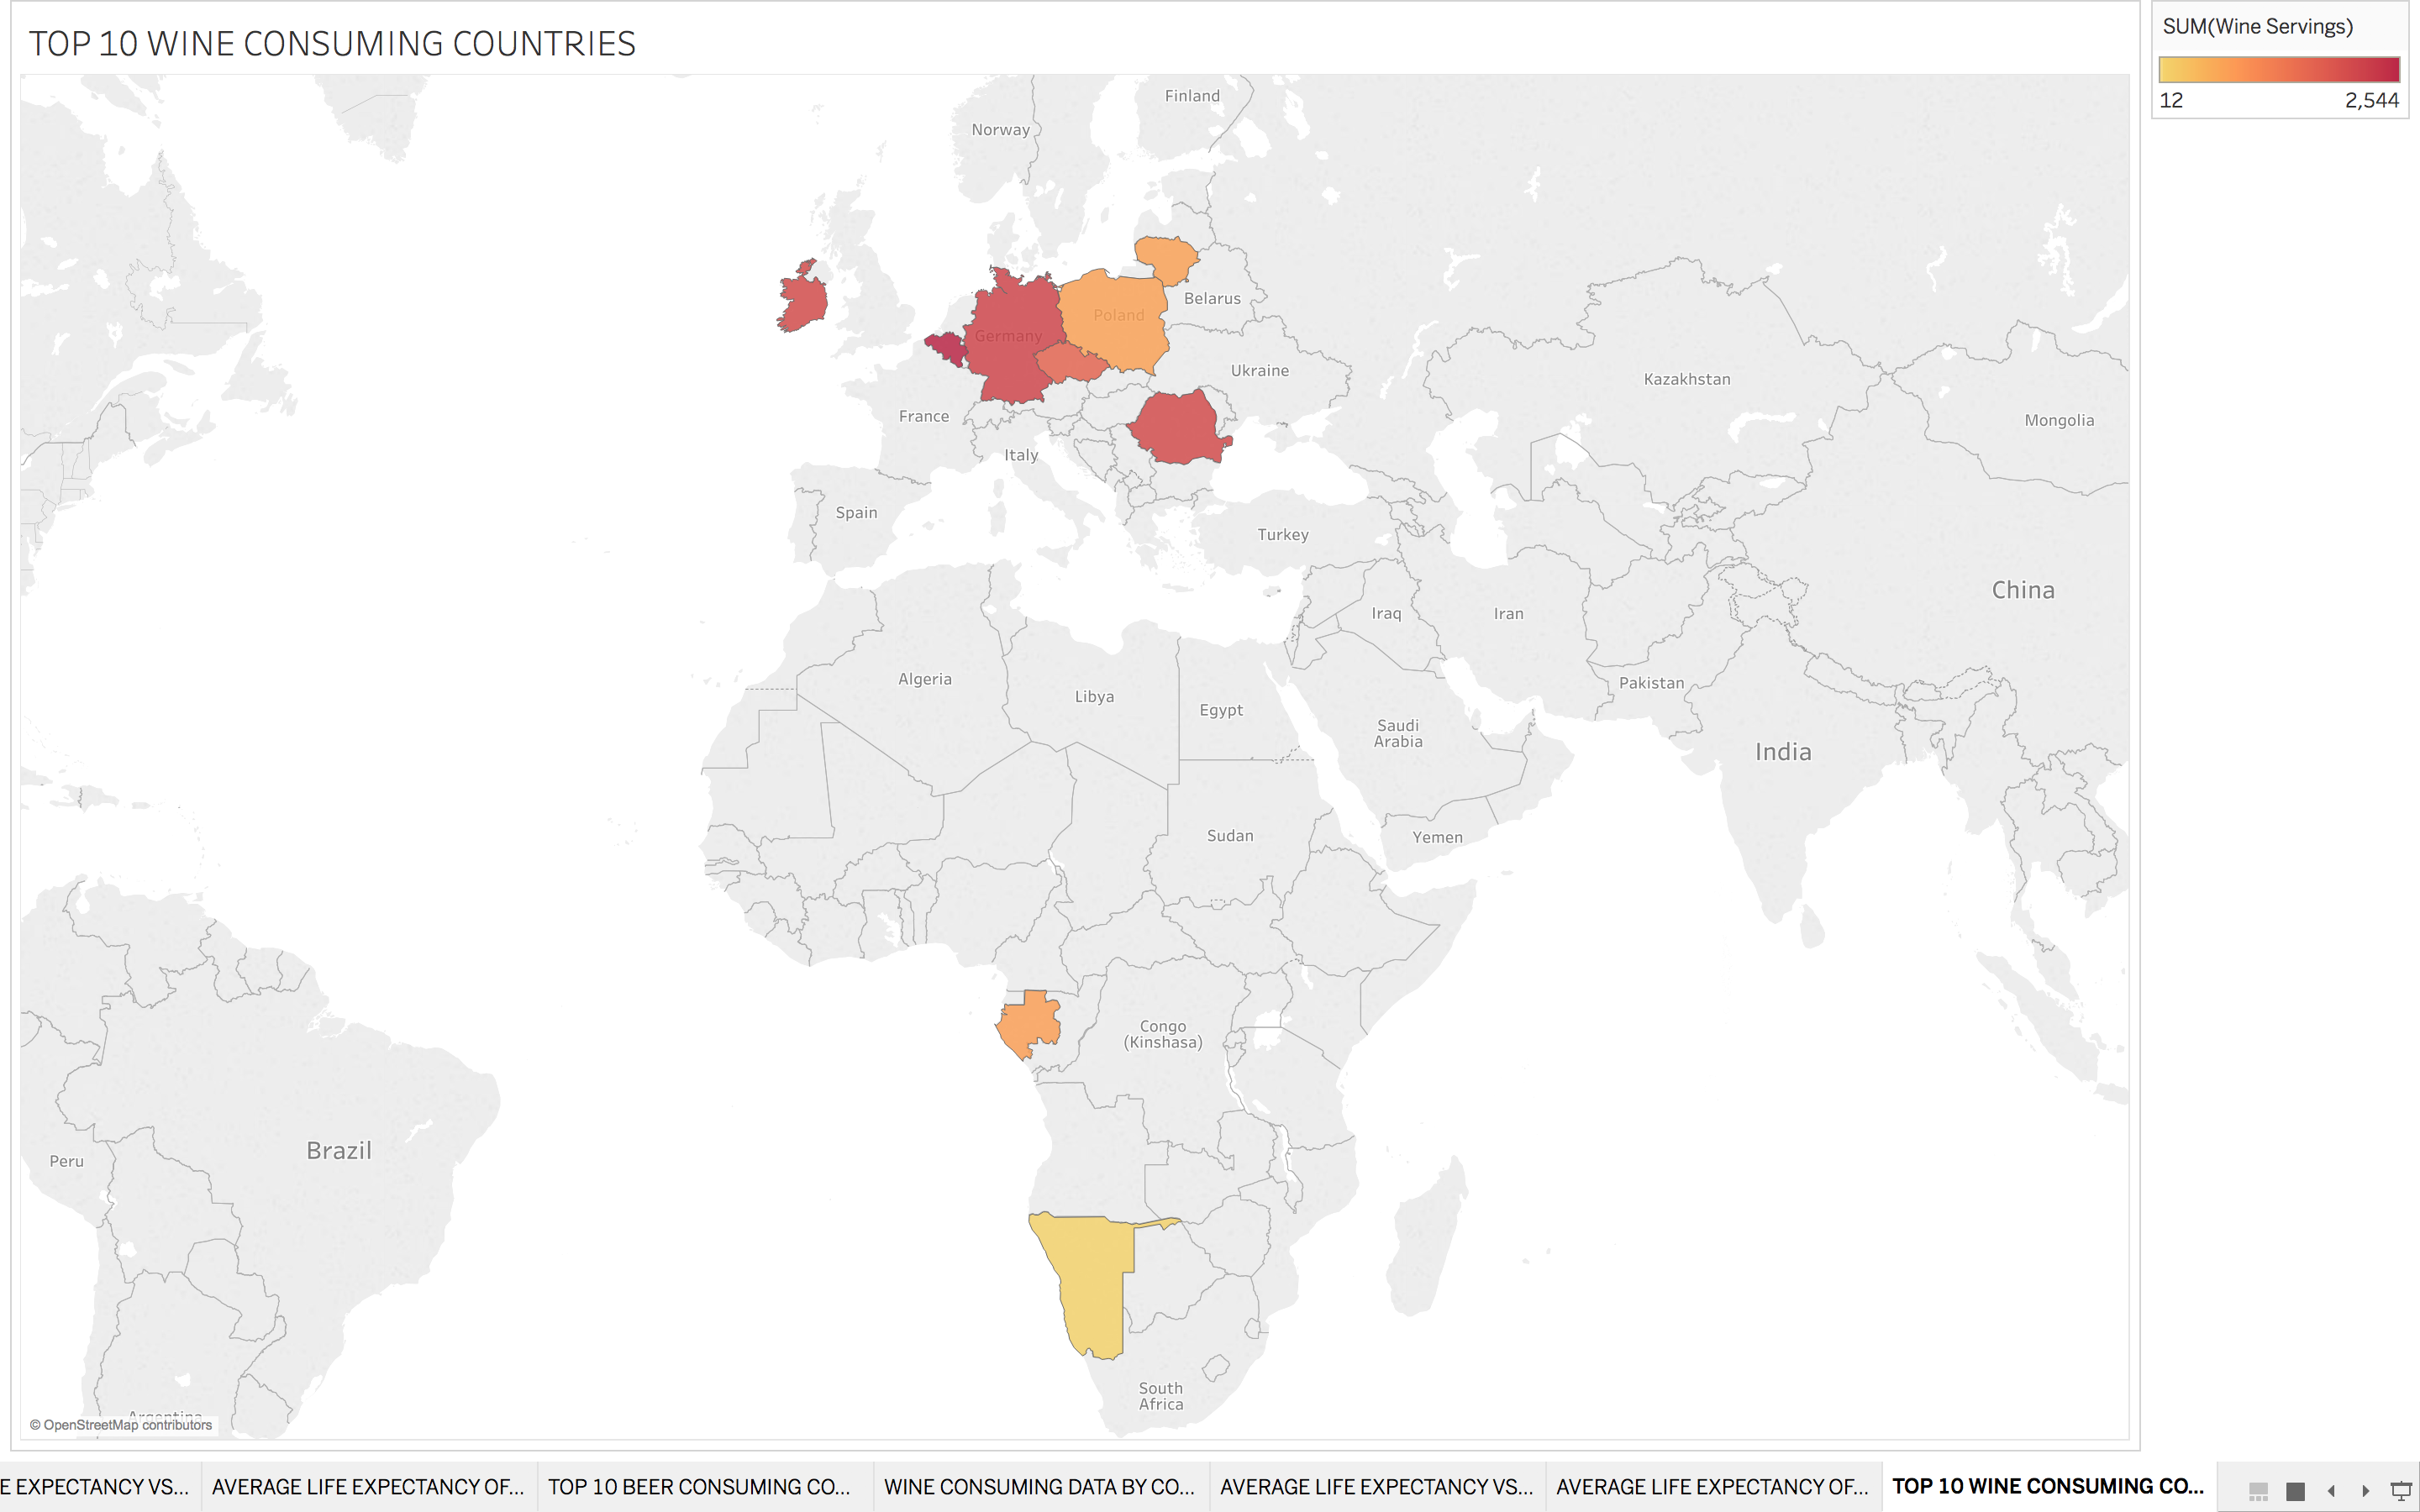 TOP 10 WINE CONSUMING COUNTRIES
SUM(Wine Servings)
12 2,544
Finland
Norway
Belarus
Poland
Germany
Ukraine
Kazakhstan
France
Mongolia
Italy
Spain
Turkey
China
Iraq
Iran
Algeria
Pakistan
Libya
Egypt
Saudi
Arabia
India
Sudan
Yemen
Congo
(Kinshasa)
Brazil
Peru
South
Africa
Argentina
© OpenStreetMap contributors
E EXPECTANCY VS... AVERAGE LIFE EXPECTANCY OF... TOP 10 BEER CONSUMING CO... WINE CONSUMING DATA BY CO... AVERAGE LIFE EXPECTANCY VS... AVERAGE LIFE EXPECTANCY OF... TOP 10 WINE CONSUMING CO...